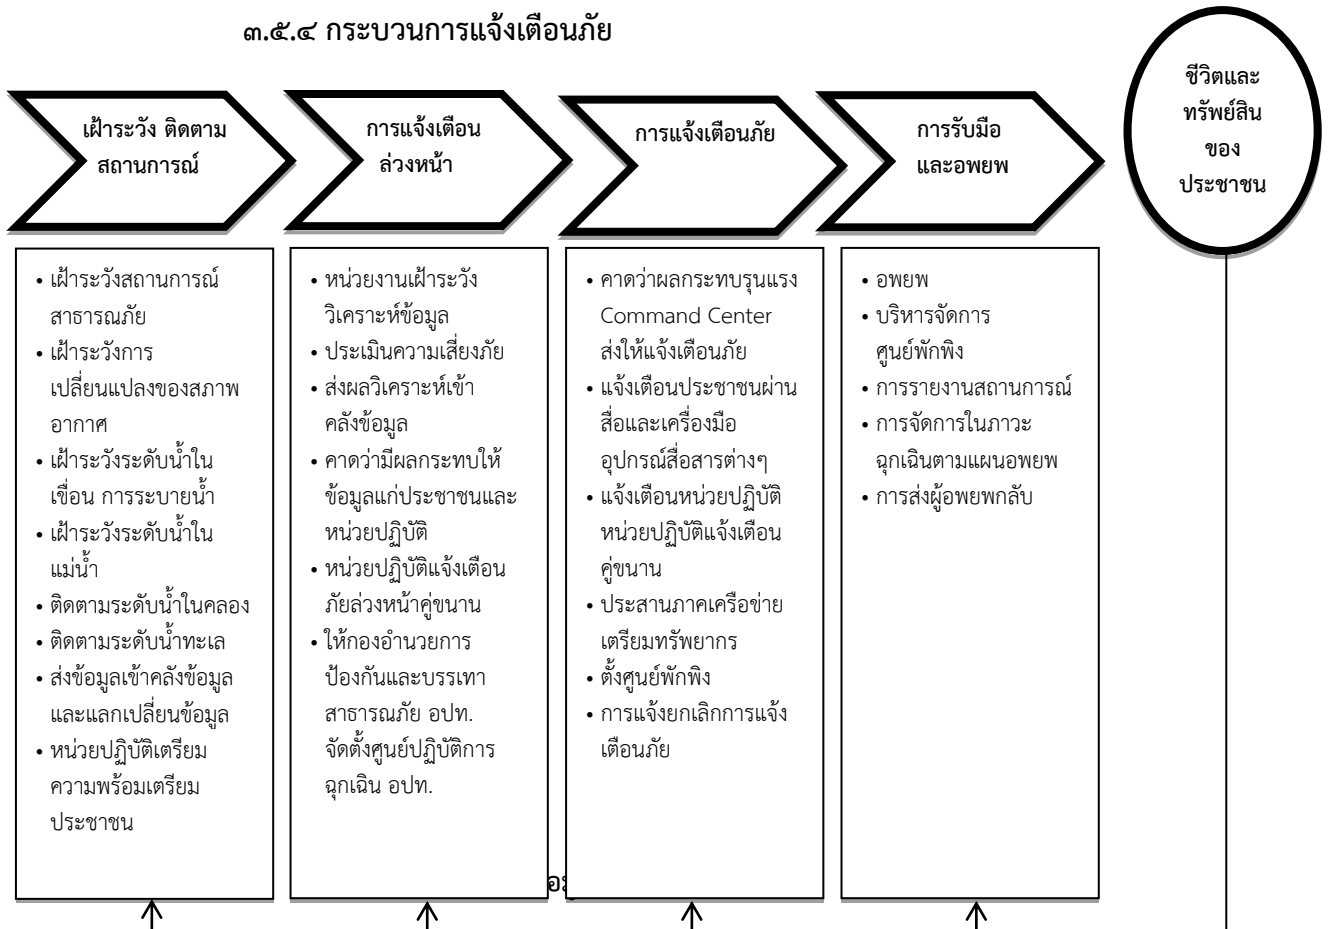 ๓.๕.๔ กระบวนการแจ้งเตือนภัย
เฝ้าระวัง ติดตาม
สถานการณ์
การแจ้งเตือน
ล่วงหน้า
การแจ้งเตือนภัย
การรับมือ
และอพยพ
ชีวิตและ
ทรัพย์สิน
ของ
ประชาชน
• เฝ้าระวังสถานการณ์
สาธารณภัย
• เฝ้าระวังการ
เปลี่ยนแปลงของสภาพ
อากาศ
• เฝ้าระวังระดับน้ำใน
เขื่อน การระบายน้ำ
• เฝ้าระวังระดับน้ำใน
แม่น้ำ
• ติดตามระดับน้ำในคลอง
• ติดตามระดับน้ำทะเล
• ส่งข้อมูลเข้าคลังข้อมูล
และแลกเปลี่ยนข้อมูล
• หน่วยปฏิบัติเตรียม
ความพร้อมเตรียม
ประชาชน
• หน่วยงานเฝ้าระวัง
วิเคราะห์ข้อมูล
• ประเมินความเสี่ยงภัย
• ส่งผลวิเคราะห์เข้า
คลังข้อมูล
• คาดว่ามีผลกระทบให้
ข้อมูลแก่ประชาชนและ
หน่วยปฏิบัติ
• หน่วยปฏิบัติแจ้งเตือน
ภัยล่วงหน้าคู่ขนาน
• ให้กองอำนวยการ
ป้องกันและบรรเทา
สาธารณภัย อปท.
จัดตั้งศูนย์ปฏิบัติการ
ฉุกเฉิน อปท.
• คาดว่าผลกระทบรุนแรง
Command Center
ส่งให้แจ้งเตือนภัย
• แจ้งเตือนประชาชนผ่าน
สื่อและเครื่องมือ
อุปกรณ์สื่อสารต่างๆ
• แจ้งเตือนหน่วยปฏิบัติ
หน่วยปฏิบัติแจ้งเตือน
คู่ขนาน
• ประสานภาคเครือข่าย
เตรียมทรัพยากร
• ตั้งศูนย์พักพิง
• การแจ้งยกเลิกการแจ้ง
เตือนภัย
• อพยพ
• บริหารจัดการ
ศูนย์พักพิง
• การรายงานสถานการณ์
• การจัดการในภาวะ
ฉุกเฉินตามแผนอพยพ
• การส่งผู้อพยพกลับ